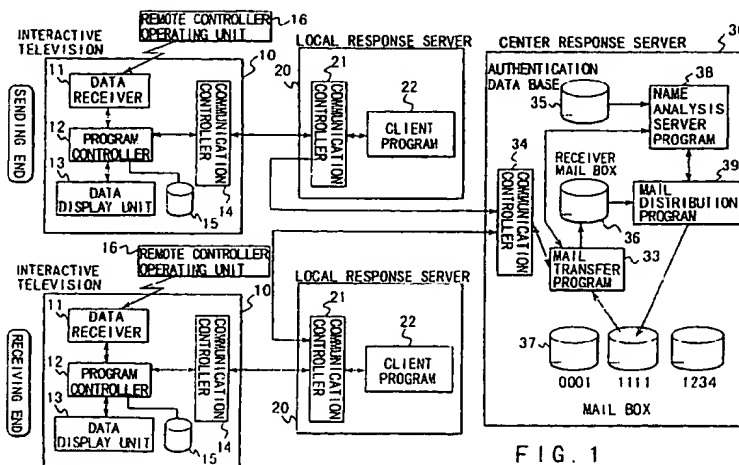 REMOTE CONTROLLER
OPERATING UNIT
16
INTERACTIVE
TELEVISION
10
SENDING END
11
DATA
RECEIVER
12
PROGRAM
CONTROLLER
13
DATA
DISPLAY UNIT
15
COMMUNICATION
CONTROLLER
14
LOCAL RESPONSE SERVER
20
21
COMMUNICATION
CONTROLLER
22
CLIENT
PROGRAM
CENTER RESPONSE SERVER
AUTHENTICATION
DATA BASE
35
38
NAME
ANALYSIS
SERVER
PROGRAM
34
COMMUNICATION
CONTROLLER
RECEIVER
MAIL BOX
36
39
MAIL
DISTRIBUTION
PROGRAM
MAIL
TRANSFER
PROGRAM
33
37
0001
1111
1234
MAIL BOX
16
REMOTE CONTROLLER
OPERATING UNIT
INTERACTIVE
TELEVISION
10
RECEIVING END
11
DATA
RECEIVER
12
PROGRAM
CONTROLLER
13
DATA
DISPLAY UNIT
15
COMMUNICATION
CONTROLLER
14
LOCAL RESPONSE SERVER
20
21
COMMUNICATION
CONTROLLER
22
CLIENT
PROGRAM
FIG. 1